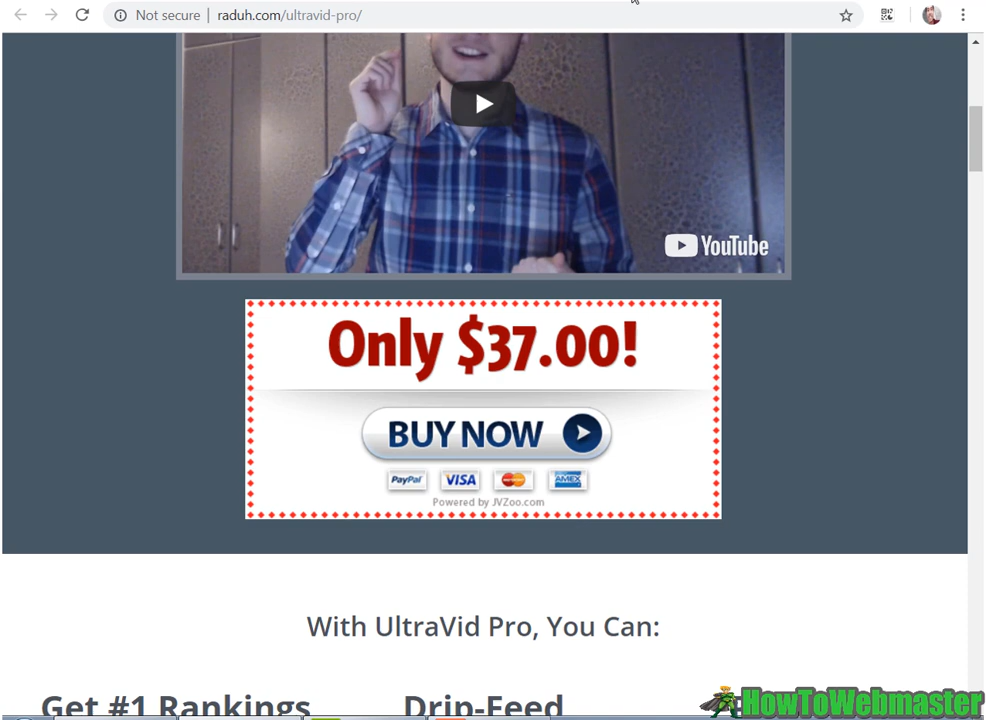 Not secure | raduh.com/ultravid-pro/
YouTube
Only $37.00!
BUY NOW
PayPal VISA MasterCard AMEX
Powered by JVZoo.com
With UltraVid Pro, You Can:
Get #1 Rankings
Drip-Feed
HowToWebmaster